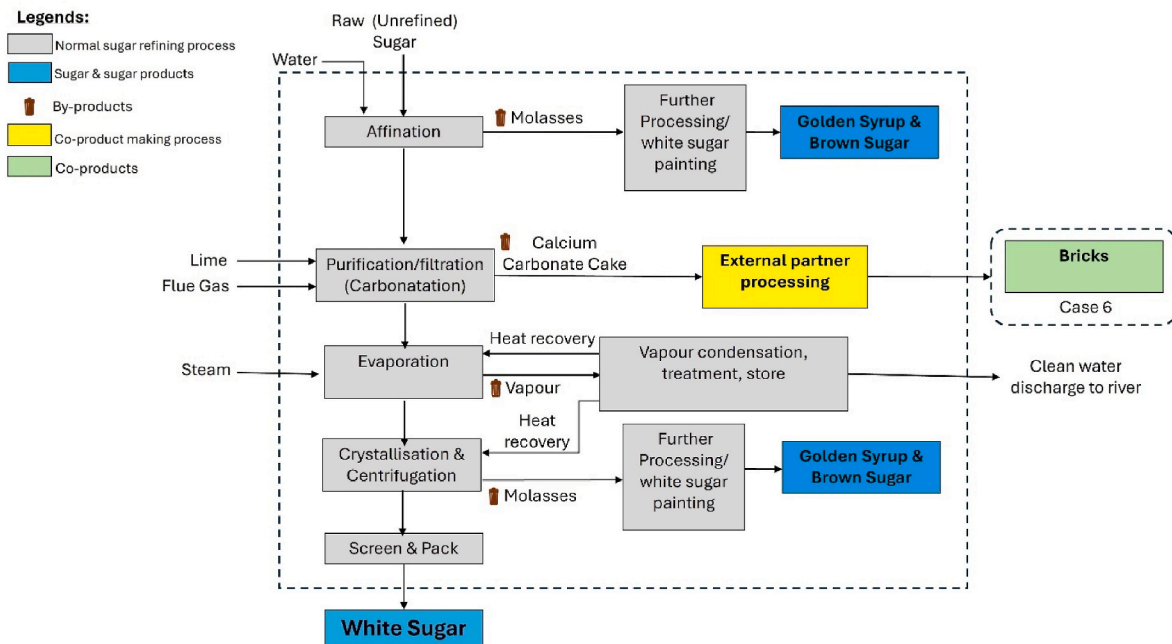 Legends:
Normal sugar refining process
Sugar & sugar products
By-products
Co-product making process
Co-products
Raw (Unrefined)
Sugar
Water
Affination
Molasses
Further
Processing/
white sugar
painting
Golden Syrup &
Brown Sugar
Lime
Flue Gas
Purification/filtration
(Carbonatation)
Calcium
Carbonate Cake
External partner
processing
Bricks
Case 6
Steam
Evaporation
Heat recovery
Vapour
Vapour condensation,
treatment, store
Clean water
discharge to river
Heat
recovery
Crystallisation &
Centrifugation
Molasses
Further
Processing/
white sugar
painting
Golden Syrup &
Brown Sugar
Screen & Pack
White Sugar